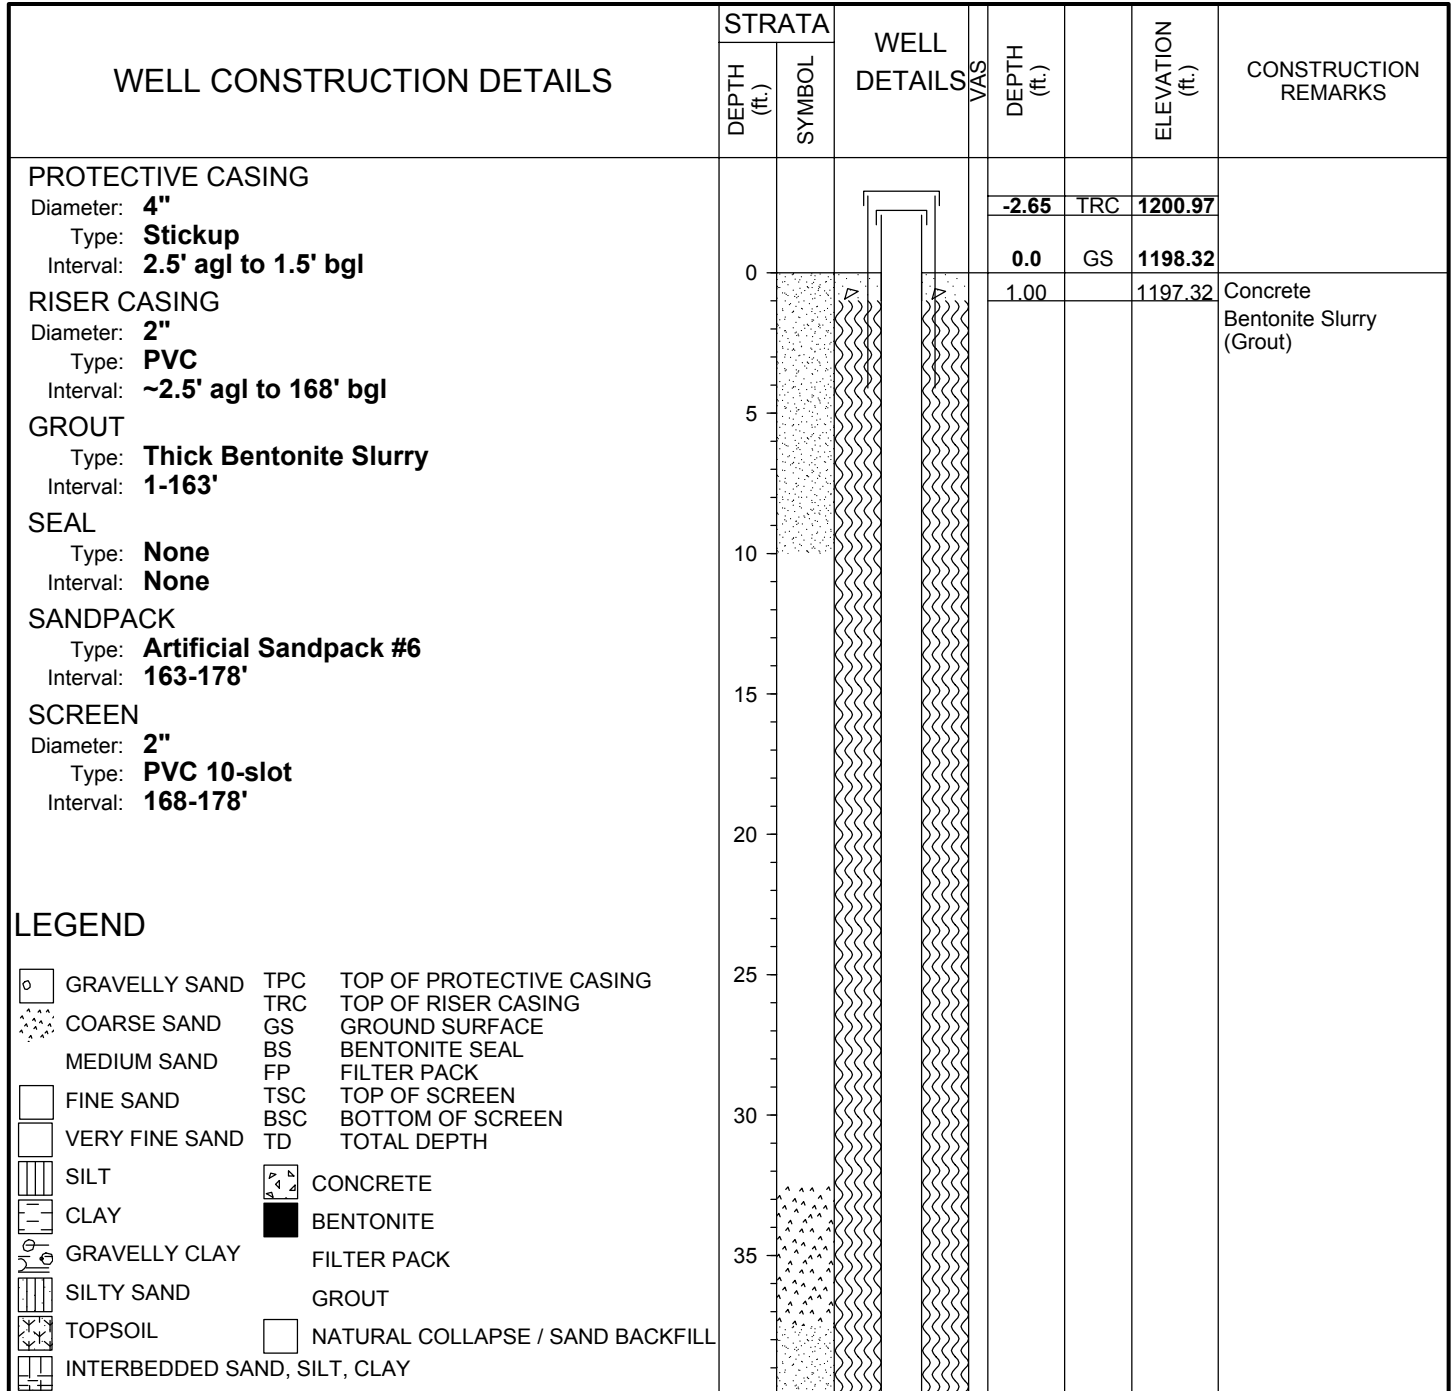 WELL CONSTRUCTION DETAILS
STRATA
DEPTH
(ft.)
SYMBOL
WELL
DETAILS
VAS
DEPTH
(ft.)
ELEVATION
(ft.)
CONSTRUCTION
REMARKS
PROTECTIVE CASING
Diameter: 4"
Type: Stickup
Interval: 2.5' agl to 1.5' bgl
RISER CASING
Diameter: 2"
Type: PVC
Interval: ~2.5' agl to 168' bgl
GROUT
Type: Thick Bentonite Slurry
Interval: 1-163'
SEAL
Type: None
Interval: None
SANDPACK
Type: Artificial Sandpack #6
Interval: 163-178'
SCREEN
Diameter: 2"
Type: PVC 10-slot
Interval: 168-178'
LEGEND
GRAVELLY SAND
COARSE SAND
MEDIUM SAND
FINE SAND
VERY FINE SAND
SILT
CLAY
GRAVELLY CLAY
SILTY SAND
TOPSOIL
INTERBEDDED SAND, SILT, CLAY
TPC TOP OF PROTECTIVE CASING
TRC TOP OF RISER CASING
GS GROUND SURFACE
BS BENTONITE SEAL
FP FILTER PACK
TSC TOP OF SCREEN
BSC BOTTOM OF SCREEN
TD TOTAL DEPTH
CONCRETE
BENTONITE
FILTER PACK
GROUT
NATURAL COLLAPSE / SAND BACKFILL
0
5
10
15
20
25
30
35
-2.65 TRC 1200.97
0.0 GS 1198.32
1.00 1197.32 Concrete
Bentonite Slurry
(Grout)